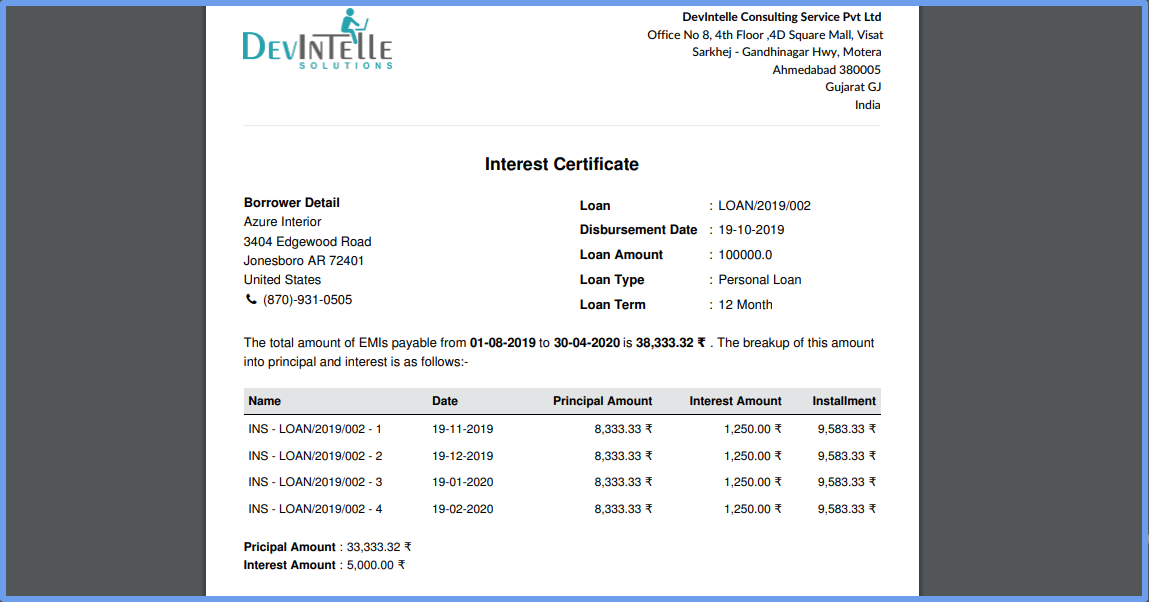 DEVINTELLE
SOLUTIONS
DevIntelle Consulting Service Pvt Ltd
Office No 8, 4th Floor ,4D Square Mall, Visat
Sarkhej - Gandhinagar Hwy, Motera
Ahmedabad 380005
Gujarat GJ
India
Interest Certificate
Borrower Detail
Azure Interior
3404 Edgewood Road
Jonesboro AR 72401
United States
(870)-931-0505
Loan : LOAN/2019/002
Disbursement Date : 19-10-2019
Loan Amount : 100000.0
Loan Type : Personal Loan
Loan Term : 12 Month
The total amount of EMIs payable from 01-08-2019 to 30-04-2020 is 38,333.32 ₹ . The breakup of this amount
into principal and interest is as follows:-
Name Date Principal Amount Interest Amount Installment
INS - LOAN/2019/002 - 1 19-11-2019 8,333.33 ₹ 1,250.00 ₹ 9,583.33 ₹
INS - LOAN/2019/002 - 2 19-12-2019 8,333.33 ₹ 1,250.00 ₹ 9,583.33 ₹
INS - LOAN/2019/002 - 3 19-01-2020 8,333.33 ₹ 1,250.00 ₹ 9,583.33 ₹
INS - LOAN/2019/002 - 4 19-02-2020 8,333.33 ₹ 1,250.00 ₹ 9,583.33 ₹
Pricipal Amount : 33,333.32 ₹
Interest Amount : 5,000.00 ₹